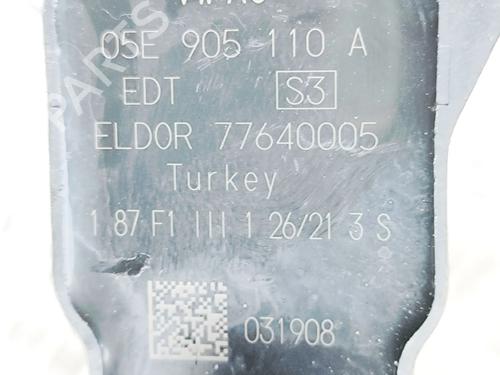 05E 905 110 A
EDT S3
ELDOR 77640005
Turkey
1 87 F1 III 1 26/21 3 S
031908